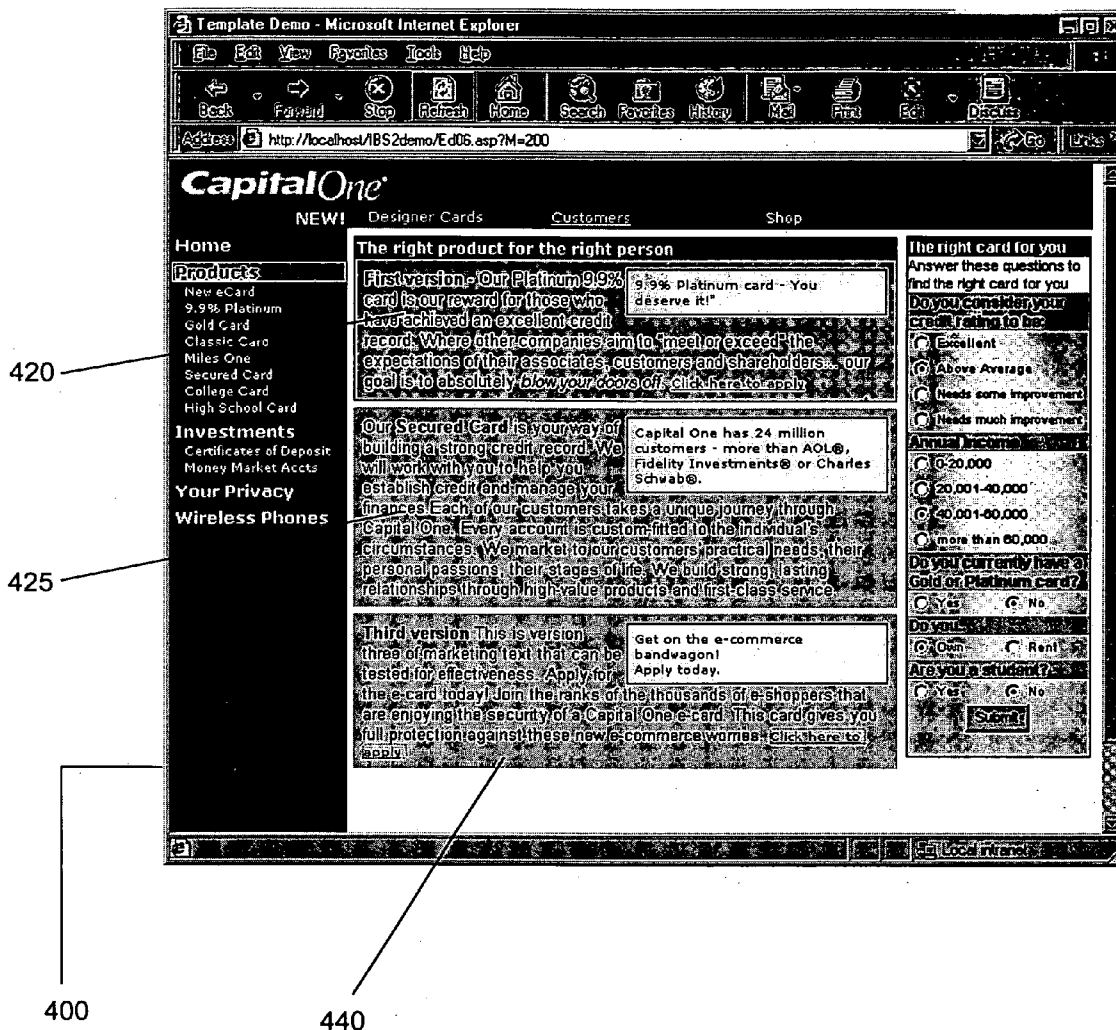 Template Demo - Microsoft Internet Explorer
File Edit View Favorites Tools Help
Back Forward Stop Refresh Home Search Favorites History Mail Print Edit Discuss
Address http://localhost/IBS2demo/Ed06.asp?M=200 Go Links
CapitalOne
NEW! Designer Cards Customers Shop
Home
Products
New eCard
9.9% Platinum
Gold Card
Classic Card
Miles One
Secured Card
College Card
High School Card
Investments
Certificates of Deposit
Money Market Accts
Your Privacy
Wireless Phones
The right product for the right person
First version - Our Platinum 9.9%
card is our reward for those who
have achieved an excellent credit
record. Where other companies aim to "meet or exceed" the
expectations of their associates, customers and shareholders... our
goal is to absolutely blow your doors off. Click here to apply
9.9% Platinum card - You
deserve it!"
Our Secured Card is your way of
building a strong credit record. We
will work with you to help you
establish credit and manage your
finances. Each of our customers takes a unique journey through
Capital One. Every account is custom-fitted to the individual's
circumstances. We market to our customers' practical needs, their
personal passions, their stages of life. We build strong, lasting
relationships through high-value products and first-class service
Capital One has 24 million
customers - more than AOL®,
Fidelity Investments® or Charles
Schwab®.
Third version This is version
three of marketing text that can be
tested for effectiveness. Apply for
the e-card today! Join the ranks of the thousands of e-shoppers that
are enjoying the security of a Capital One e-card. This card gives you
full protection against these new e-commerce worries. Click here to
apply
Get on the e-commerce
bandwagon!
Apply today.
The right card for you
Answer these questions to
find the right card for you
Do you consider your
credit rating to be:
Excellent
Above Average
Needs some improvement
Needs much improvement
Annual Income
0-20,000
20,001-40,000
40,001-60,000
more than 60,000
Do you currently have a
Gold or Platinum card?
Yes No
Do you
Own Rent
Are you a student?
Yes No
Submit
Local intranet
420
425
400
440